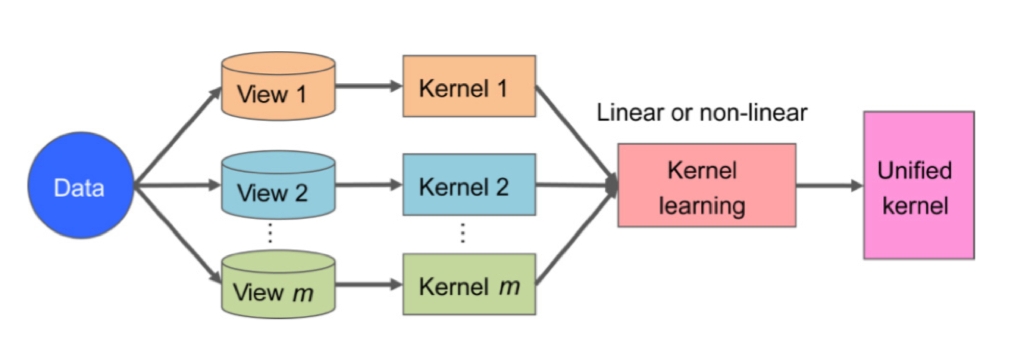 Data
View 1
Kernel 1
View 2
Kernel 2
View m
Kernel m
Linear or non-linear
Kernel
learning
Unified
kernel